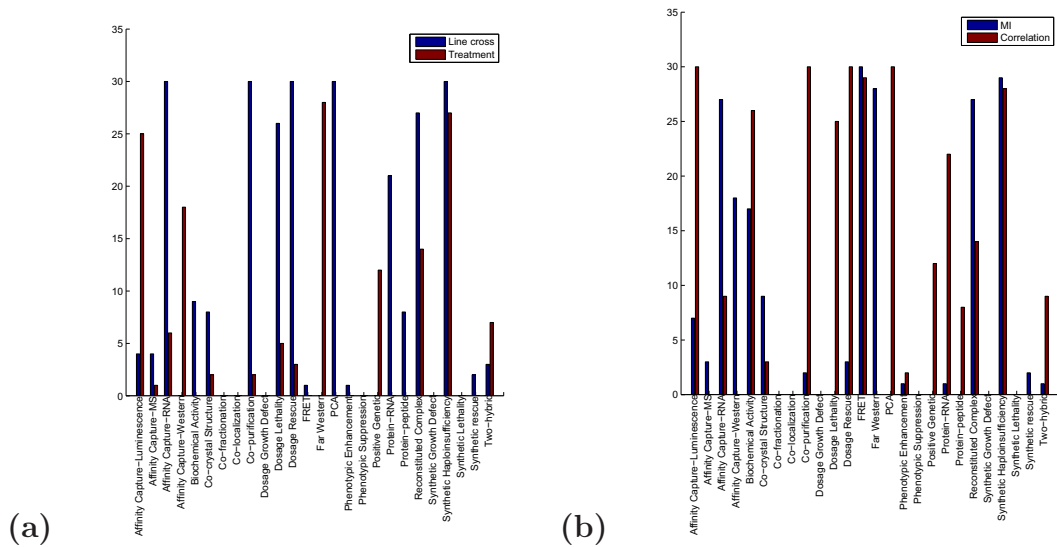 35
30
25
20
15
10
5
0
Line cross
Treatment
Affinity Capture−Luminescence
Affinity Capture−MS
Affinity Capture−RNA
Affinity Capture−Western
Biochemical Activity
Co−crystal Structure
Co−fractionation
Co−localization
Co−purification
Dosage Growth Defect
Dosage Lethality
Dosage Rescue
FRET
Far Western
PCA
Phenotypic Enhancement
Phenotypic Suppression
Positive Genetic
Protein−RNA
Protein−peptide
Reconstituted Complex
Synthetic Growth Defect
Synthetic Haploinsufficiency
Synthetic Lethality
Synthetic rescue
Two−hybrid
(a)
35
30
25
20
15
10
5
0
MI
Correlation
Affinity Capture−Luminescence
Affinity Capture−MS
Affinity Capture−RNA
Affinity Capture−Western
Biochemical Activity
Co−crystal Structure
Co−fractionation
Co−localization
Co−purification
Dosage Growth Defect
Dosage Lethality
Dosage Rescue
FRET
Far Western
PCA
Phenotypic Enhancement
Phenotypic Suppression
Positive Genetic
Protein−RNA
Protein−peptide
Reconstituted Complex
Synthetic Growth Defect
Synthetic Haploinsufficiency
Synthetic Lethality
Synthetic rescue
Two−hybrid
(b)